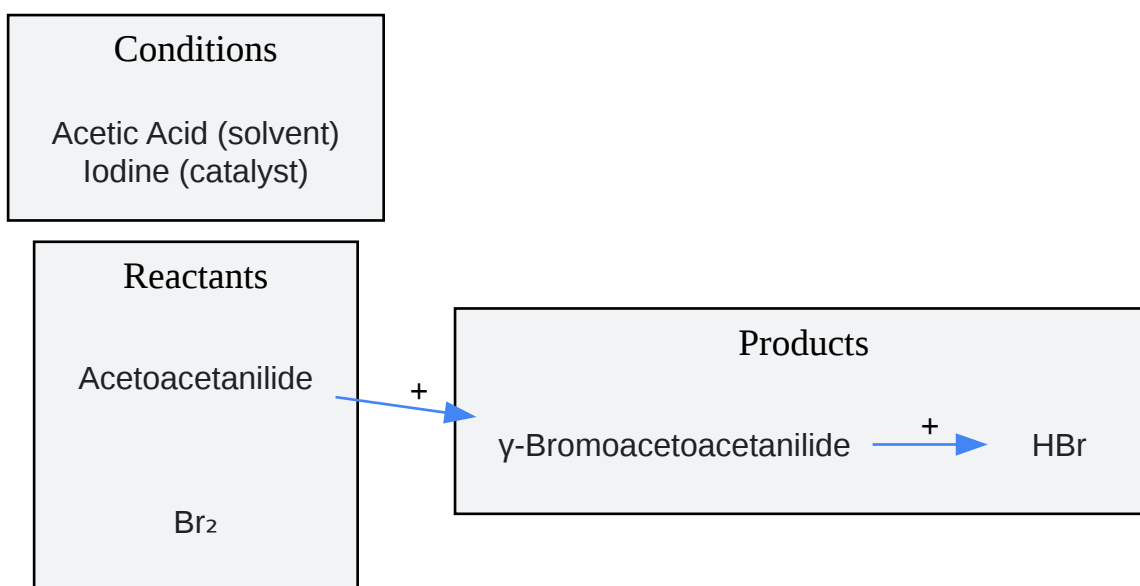 Conditions
Acetic Acid (solvent)
Iodine (catalyst)
Reactants
Acetoacetanilide
Br₂
+
Products
γ-Bromoacetoacetanilide
+
HBr